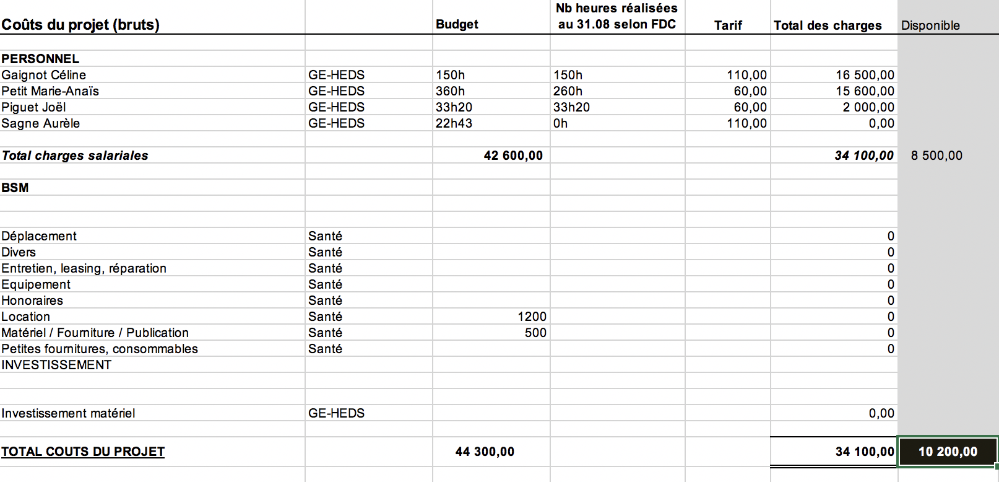 Coûts du projet (bruts) Budget Nb heures réalisées au 31.08 selon FDC Tarif Total des charges Disponible
PERSONNEL
Gaignot Céline GE-HEDS 150h 150h 110,00 16 500,00
Petit Marie-Anaïs GE-HEDS 360h 260h 60,00 15 600,00
Piguet Joël GE-HEDS 33h20 33h20 60,00 2 000,00
Sagne Aurèle GE-HEDS 22h43 0h 110,00 0,00
Total charges salariales 42 600,00 34 100,00 8 500,00
BSM
Déplacement Santé 0
Divers Santé 0
Entretien, leasing, réparation Santé 0
Equipement Santé 0
Honoraires Santé 0
Location Santé 1200 0
Matériel / Fourniture / Publication Santé 500 0
Petites fournitures, consommables Santé 0
INVESTISSEMENT
Investissement matériel GE-HEDS 0,00
TOTAL COUTS DU PROJET 44 300,00 34 100,00 10 200,00